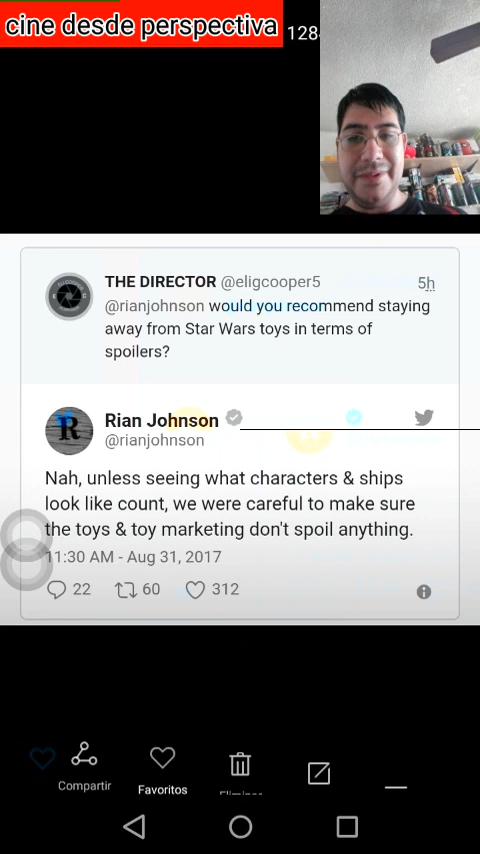 cine desde perspectiva
128
THE DIRECTOR @eligcooper5 5h
@rianjohnson would you recommend staying
away from Star Wars toys in terms of
spoilers?
Rian Johnson
@rianjohnson
Nah, unless seeing what characters & ships
look like count, we were careful to make sure
the toys & toy marketing don't spoil anything.
11:30 AM - Aug 31, 2017
22 60 312
Compartir Favoritos